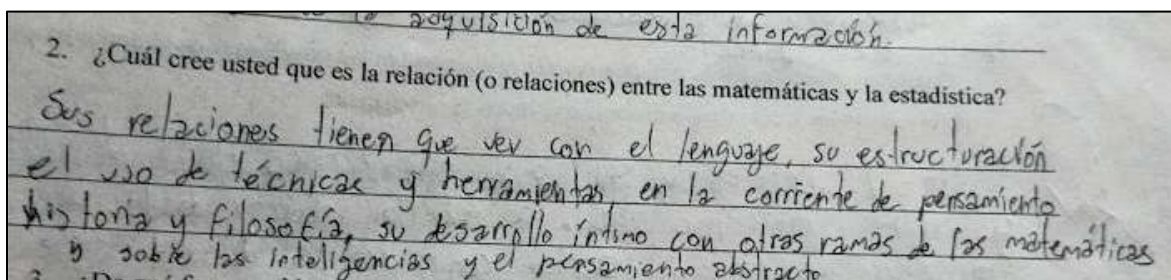 adquisición de esta información.
2. ¿Cuál cree usted que es la relación (o relaciones) entre las matemáticas y la estadística?
Sus relaciones tienen que ver con el lenguaje, su estructuración
el uso de técnicas y herramientas, en la corriente de pensamiento
historia y filosofía, su desarrollo íntimo con otras ramas de las matemáticas
y sobre las inteligencias y el pensamiento abstracto